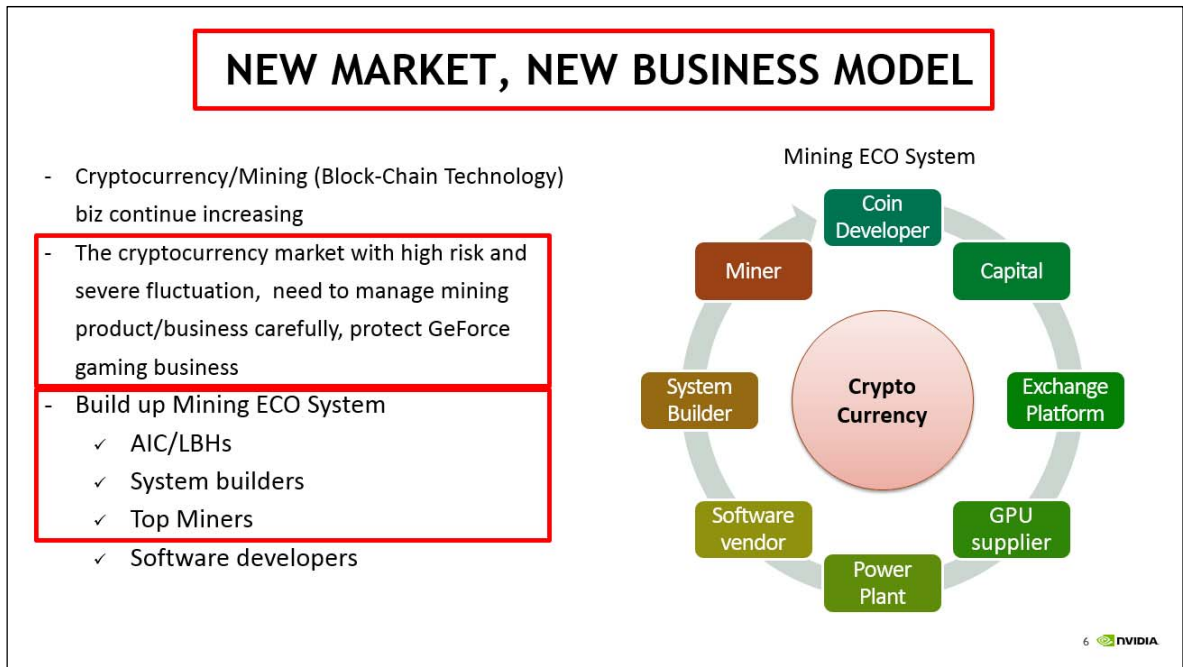 NEW MARKET, NEW BUSINESS MODEL
- Cryptocurrency/Mining (Block-Chain Technology)
biz continue increasing
- The cryptocurrency market with high risk and
severe fluctuation, need to manage mining
product/business carefully, protect GeForce
gaming business
- Build up Mining ECO System
✓ AIC/LBHs
✓ System builders
✓ Top Miners
✓ Software developers
Mining ECO System
Coin
Developer
Capital
Exchange
Platform
GPU
supplier
Power
Plant
Software
vendor
System
Builder
Miner
Crypto
Currency
6 NVIDIA